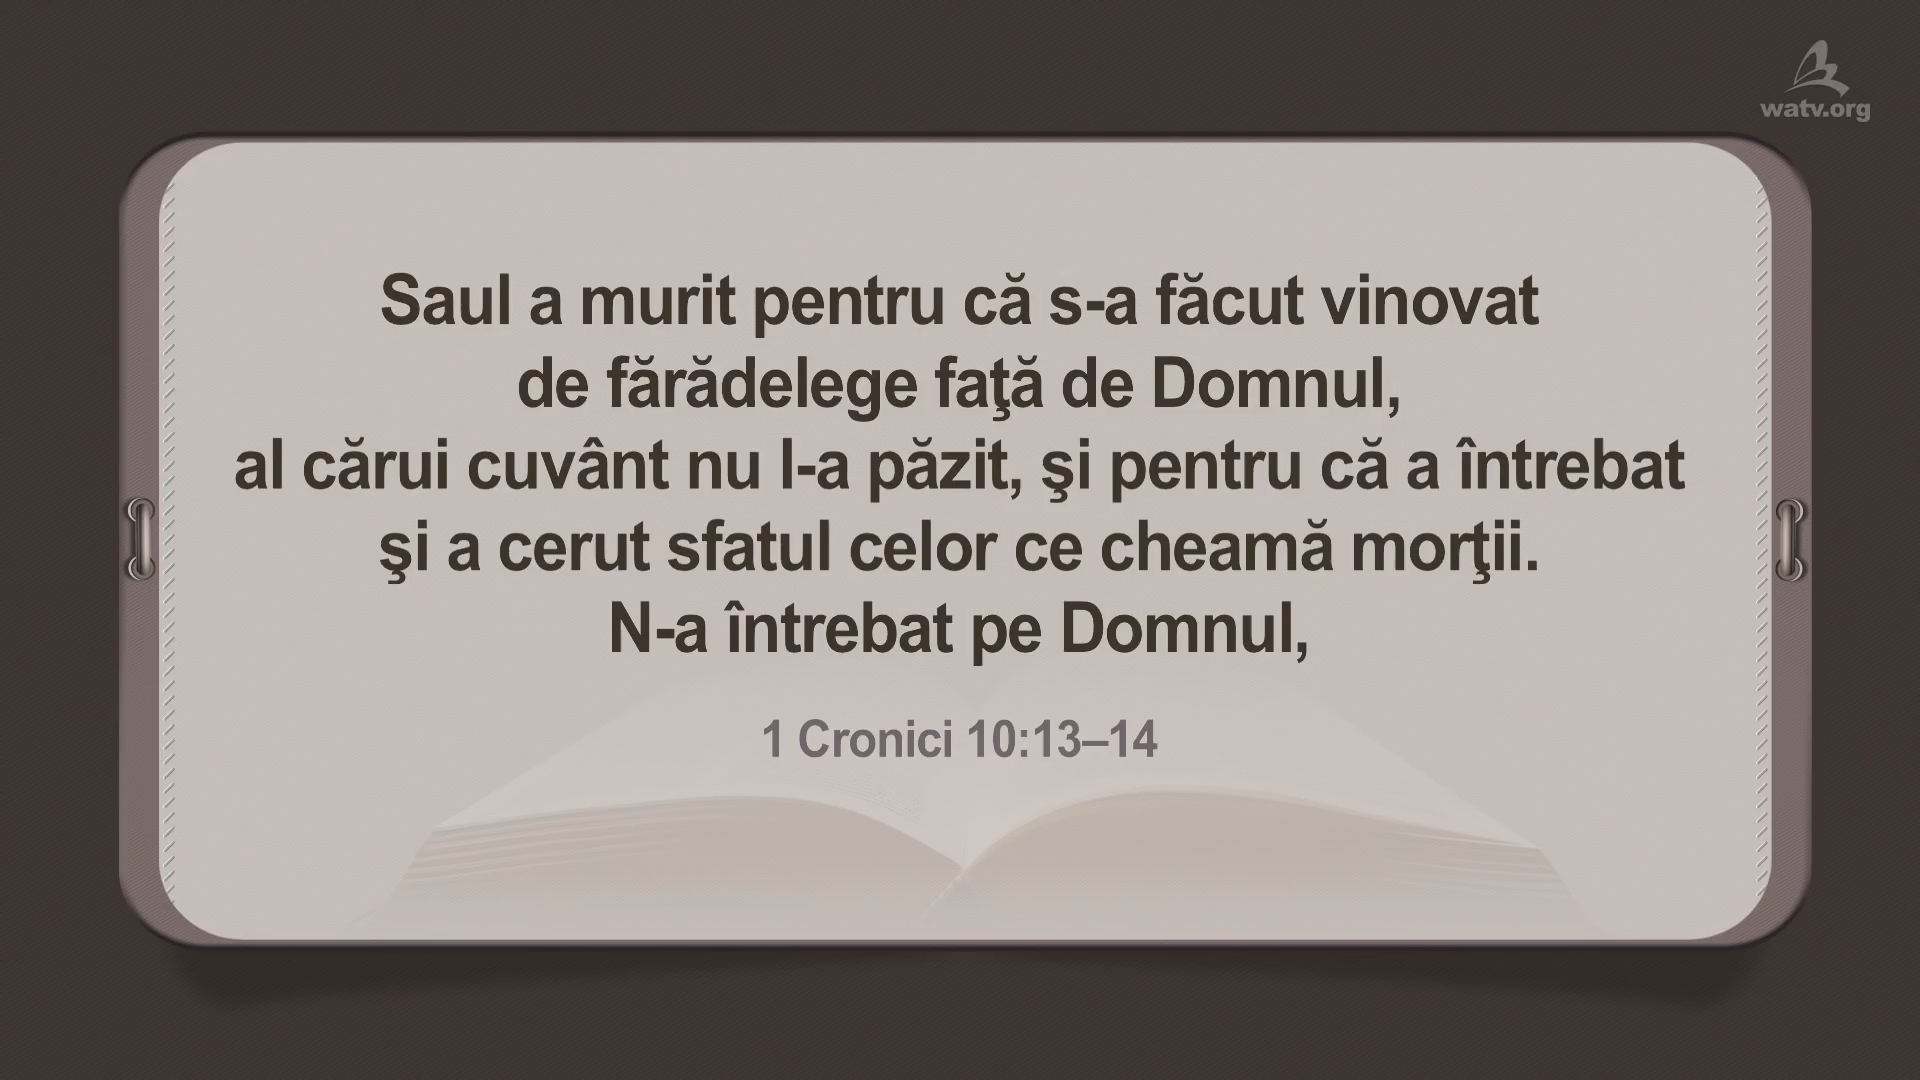 watv.org
Saul a murit pentru că s-a făcut vinovat
de fărădelege faţă de Domnul,
al cărui cuvânt nu l-a păzit, şi pentru că a întrebat
şi a cerut sfatul celor ce cheamă morţii.
N-a întrebat pe Domnul,
1 Cronici 10:13–14